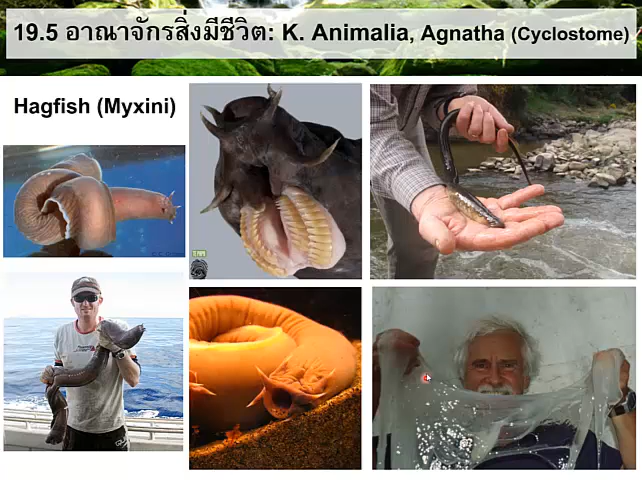 19.5 อาณาจักรสิ่งมีชีวิต: K. Animalia, Agnatha (Cyclostome)
Hagfish (Myxini)